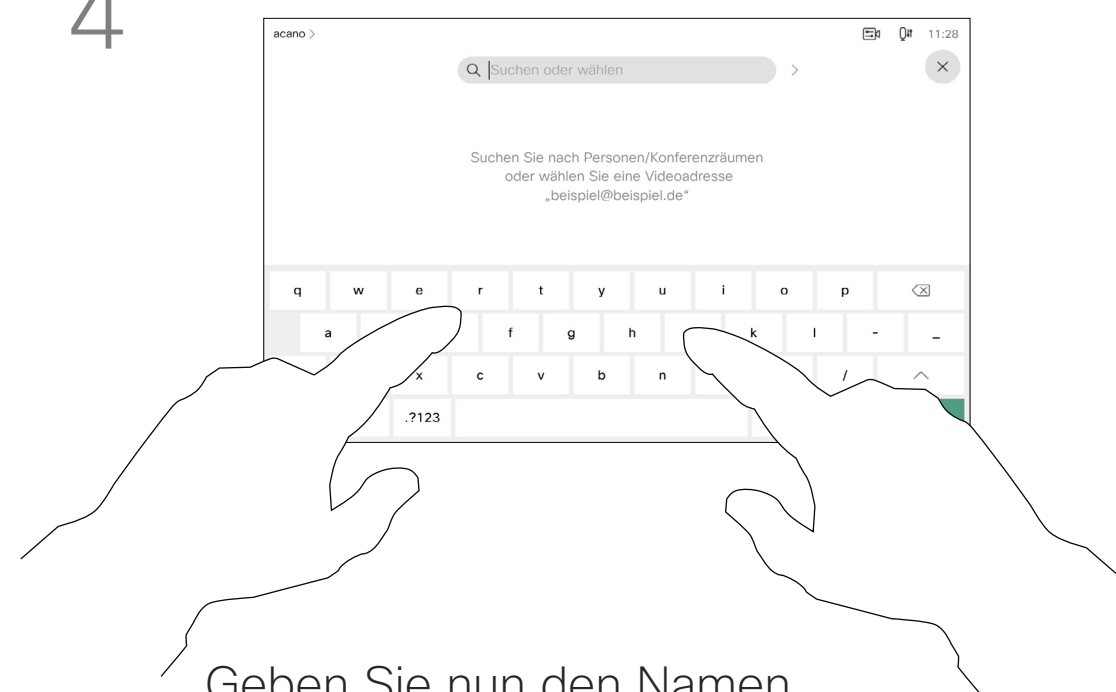 4
acano >
11:28
Suchen oder wählen
Suchen Sie nach Personen/Konferenzräumen
oder wählen Sie eine Videoadresse
„beispiel@beispiel.de“
q w e r t y u i o p
a f g h k l - _
x c v b n /
.?123
Geben Sie nun den Namen